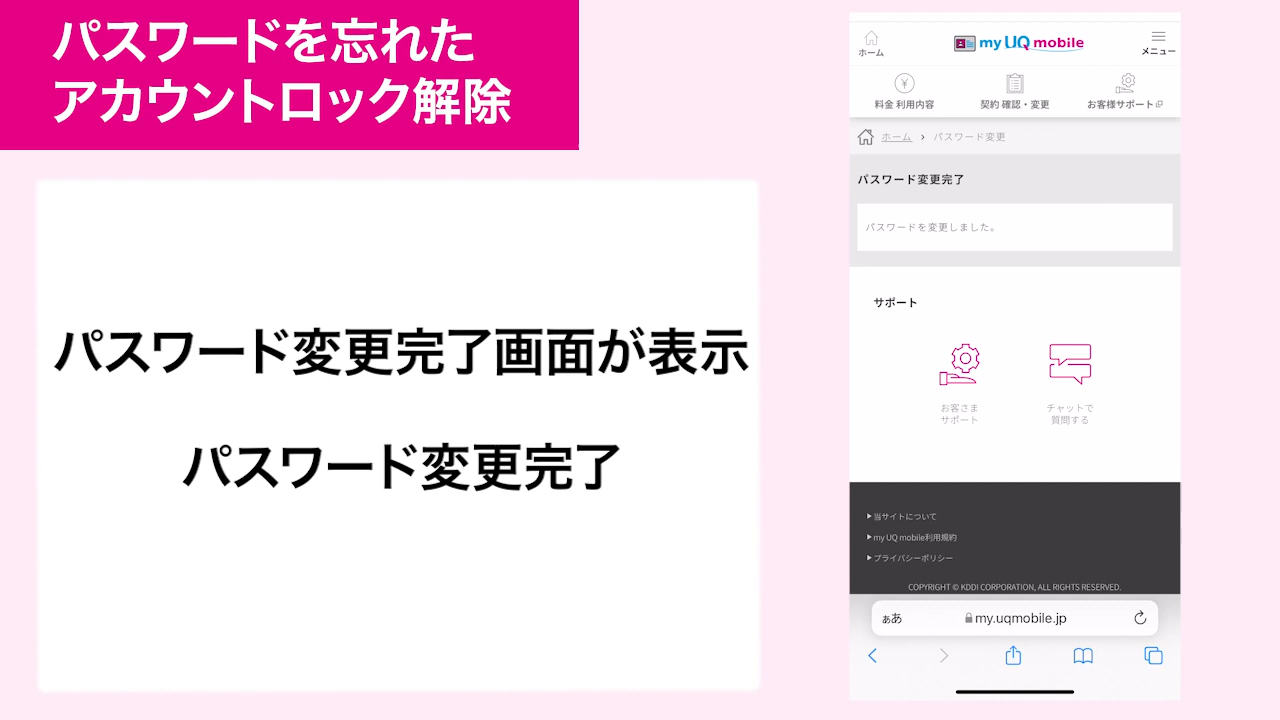 パスワードを忘れた
アカウントロック解除
パスワード変更完了画面が表示
パスワード変更完了
ホーム
my UQ mobile
メニュー
料金 利用内容
契約 確認・変更
お客様サポート
ホーム › パスワード変更
パスワード変更完了
パスワードを変更しました。
サポート
お客さま
サポート
チャットで
質問する
当サイトについて
my UQ mobile利用規約
プライバシーポリシー
COPYRIGHT © KDDI CORPORATION, ALL RIGHTS RESERVED.
ぁあ
my.uqmobile.jp